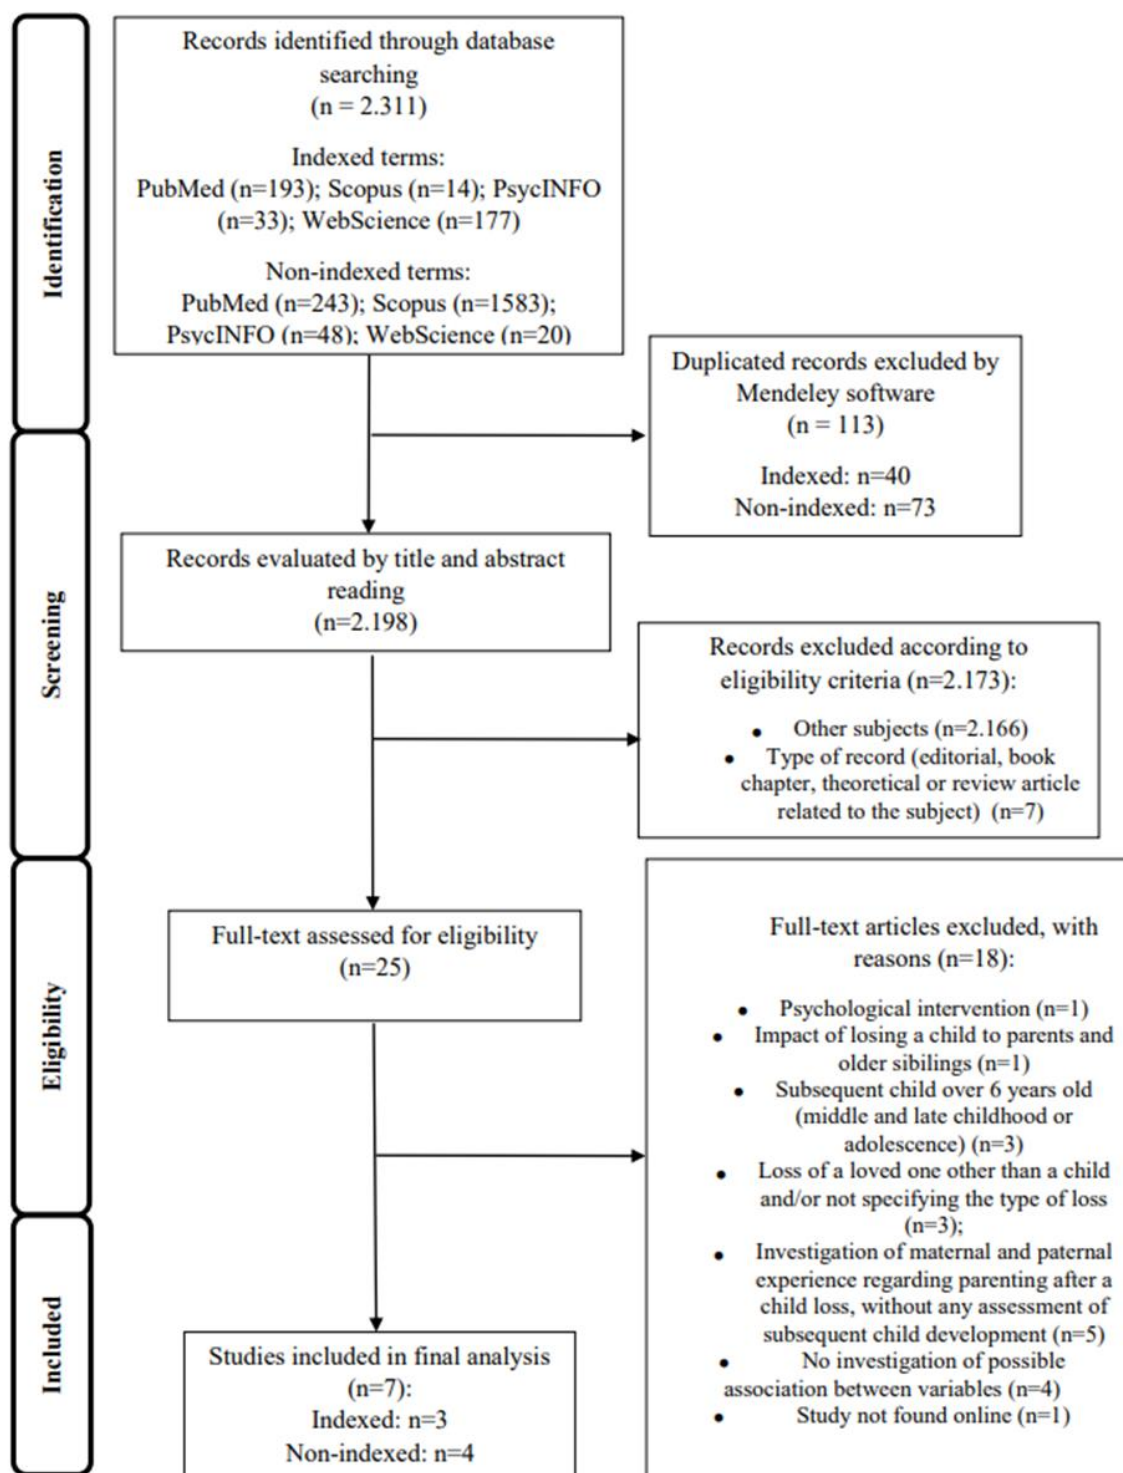 Identification
Records identified through database
searching
(n = 2.311)
Indexed terms:
PubMed (n=193); Scopus (n=14); PsycINFO
(n=33); WebScience (n=177)
Non-indexed terms:
PubMed (n=243); Scopus (n=1583);
PsycINFO (n=48); WebScience (n=20)
Duplicated records excluded by
Mendeley software
(n = 113)
Indexed: n=40
Non-indexed: n=73
Screening
Records evaluated by title and abstract
reading
(n=2.198)
Records excluded according to
eligibility criteria (n=2.173):
• Other subjects (n=2.166)
• Type of record (editorial, book
chapter, theoretical or review article
related to the subject) (n=7)
Eligibility
Full-text assessed for eligibility
(n=25)
Full-text articles excluded, with
reasons (n=18):
• Psychological intervention (n=1)
• Impact of losing a child to parents and
older sibilings (n=1)
• Subsequent child over 6 years old
(middle and late childhood or
adolescence) (n=3)
• Loss of a loved one other than a child
and/or not specifying the type of loss
(n=3);
• Investigation of maternal and paternal
experience regarding parenting after a
child loss, without any assessment of
subsequent child development (n=5)
• No investigation of possible
association between variables (n=4)
• Study not found online (n=1)
Included
Studies included in final analysis
(n=7):
Indexed: n=3
Non-indexed: n=4